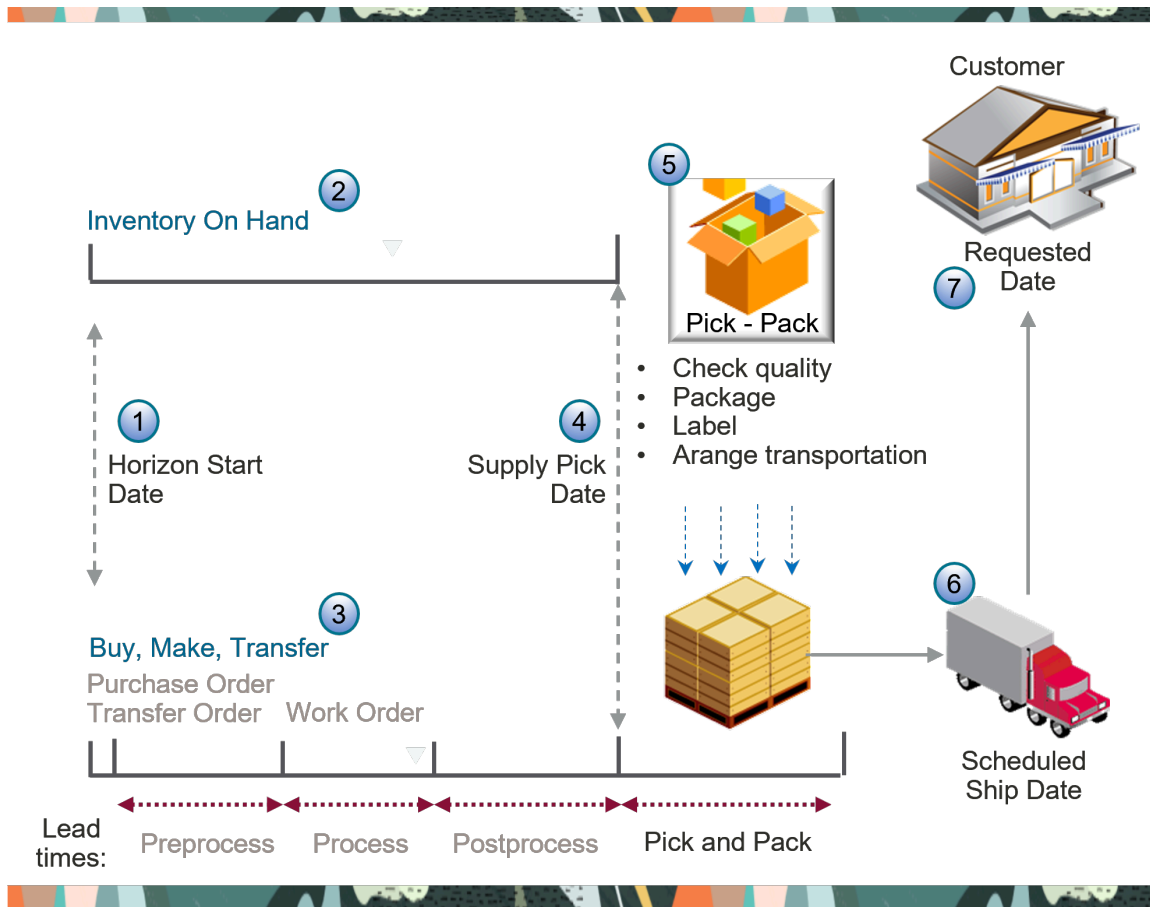 Customer
5
2
Inventory On Hand
Pick - Pack
Requested
Date
7
• Check quality
• Package
• Label
• Arange transportation
1
Horizon Start
Date
4
Supply Pick
Date
3
Buy, Make, Transfer
Purchase Order
Transfer Order
Work Order
6
Scheduled
Ship Date
Lead
times:
Preprocess
Process
Postprocess
Pick and Pack